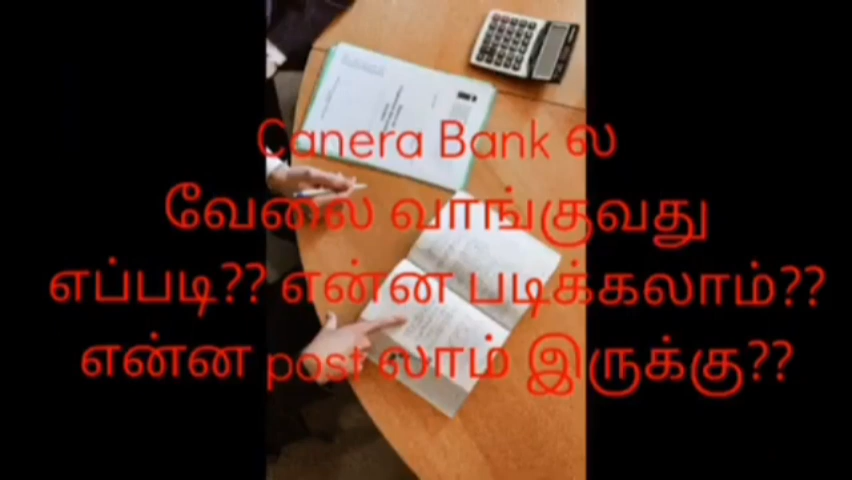 Canera Bank ல
வேலை வாங்குவது
எப்படி?? என்ன படிக்கலாம்??
என்ன post லாம் இருக்கு??